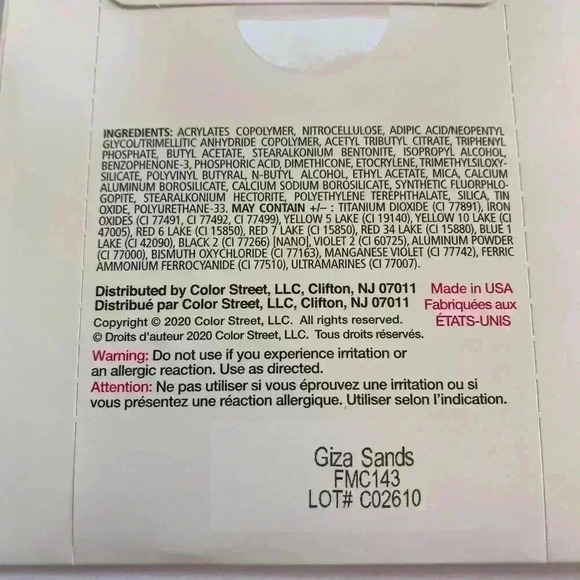 INGREDIENTS: ACRYLATES COPOLYMER, NITROCELLULOSE, ADIPIC ACID/NEOPENTYL
GLYCOL/TRIMELLITIC ANHYDRIDE COPOLYMER, ACETYL TRIBUTYL CITRATE, TRIPHENYL
PHOSPHATE, BUTYL ACETATE, STEARALKONIUM BENTONITE, ISOPROPYL ALCOHOL,
BENZOPHENONE-3, PHOSPHORIC ACID, DIMETHICONE, ETOCRYLENE, TRIMETHYLSILOXY-
SILICATE, POLYVINYL BUTYRAL, N-BUTYL ALCOHOL, ETHYL ACETATE, MICA, CALCIUM
ALUMINUM BOROSILICATE, CALCIUM SODIUM BOROSILICATE, SYNTHETIC FLUORPHLO-
GOPITE, STEARALKONIUM HECTORITE, POLYETHYLENE TEREPHTHALATE, SILICA, TIN
OXIDE, POLYURETHANE-33. MAY CONTAIN +/– : TITANIUM DIOXIDE (CI 77891), IRON
OXIDES (CI 77491, CI 77492, CI 77499), YELLOW 5 LAKE (CI 19140), YELLOW 10 LAKE (CI
47005), RED 6 LAKE (CI 15850), RED 7 LAKE (CI 15850), RED 34 LAKE (CI 15880), BLUE 1
LAKE (CI 42090), BLACK 2 (CI 77266) [NANO], VIOLET 2 (CI 60725), ALUMINUM POWDER
(CI 77000), BISMUTH OXYCHLORIDE (CI 77163), MANGANESE VIOLET (CI 77742), FERRIC
AMMONIUM FERROCYANIDE (CI 77510), ULTRAMARINES (CI 77007).
Distributed by Color Street, LLC, Clifton, NJ 07011
Distribué par Color Street, LLC, Clifton, NJ 07011
Made in USA
Fabriquées aux
ÉTATS-UNIS
Copyright © 2020 Color Street, LLC. All rights reserved.
© Droits d'auteur 2020 Color Street, LLC. Tous droits réservés.
Warning: Do not use if you experience irritation or
an allergic reaction. Use as directed.
Attention: Ne pas utiliser si vous éprouvez une irritation ou si
vous présentez une réaction allergique. Utiliser selon l'indication.
Giza Sands
FMC143
LOT# C02610